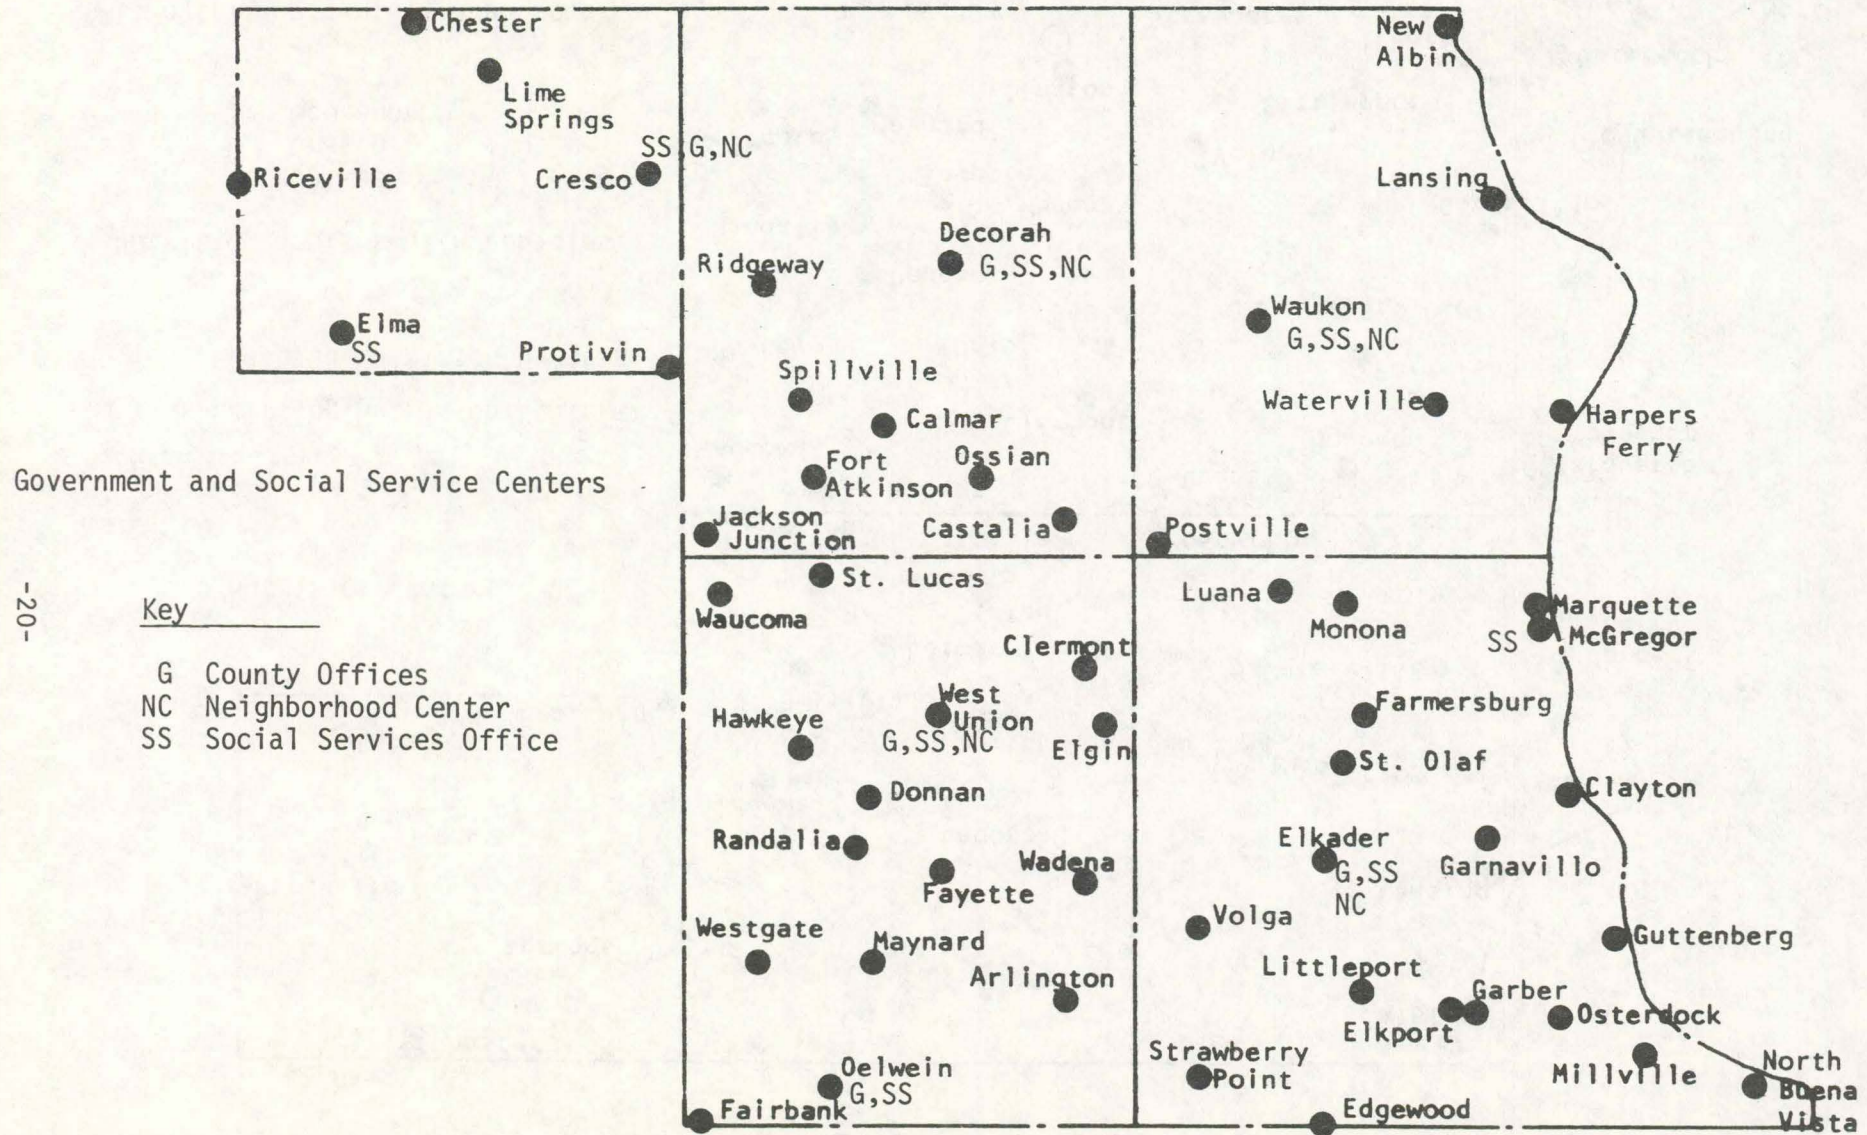 Chester
Lime
Springs
SS G,NC
Cresco
Riceville
Elma
SS
Protivin
New
Albin
Lansing
Decorah
G,SS,NC
Ridgeway
Waukon
G,SS,NC
Spillville
Calmar
Waterville
Harpers
Ferry
Fort
Atkinson
Ossian
Jackson
Junction
Castalia
Postville
Government and Social Service Centers
-20-
Key
G County Offices
NC Neighborhood Center
SS Social Services Office
St. Lucas
Waucoma
Clermont
West
Union
G,SS,NC
Hawkeye
Elgin
Donnan
Randalia
Fayette
Wadena
Westgate
Maynard
Arlington
Oelwein
G,SS
Fairbank
Luana
Monona
Marquette
SS McGregor
Farmersburg
St. Olaf
Clayton
Elkader
G,SS
NC
Garnavillo
Volga
Guttenberg
Littleport
Garber
Elkport
Osterdock
Strawberry
Point
Millville
North
Buena
Vista
Edgewood